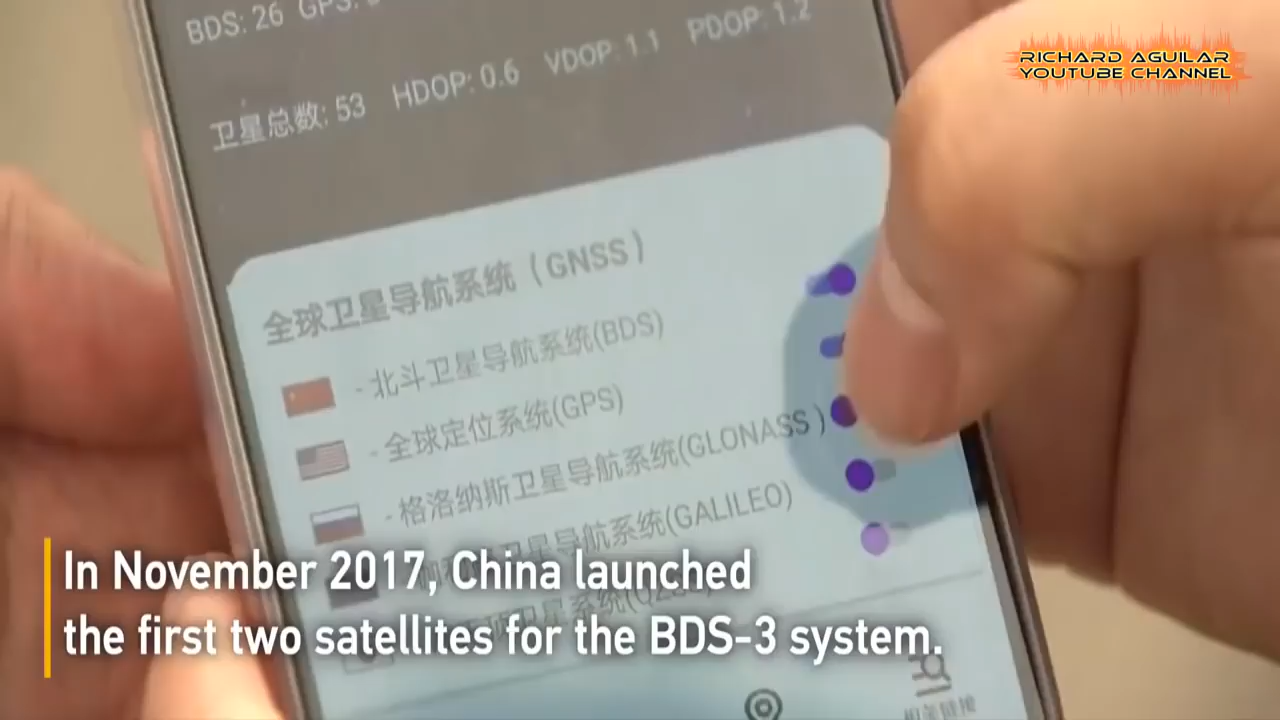 BDS: 26 GPS:
RICHARD AGUILAR
YOUTUBE CHANNEL
卫星总数: 53 HDOP: 0.6 VDOP: 1.1 PDOP: 1.2
全球卫星导航系统 (GNSS)
- 北斗卫星导航系统(BDS)
- 全球定位系统(GPS)
- 格洛纳斯卫星导航系统(GLONASS )
卫星导航系统(GALILEO)
In November 2017, China launched
the first two satellites for the BDS-3 system.